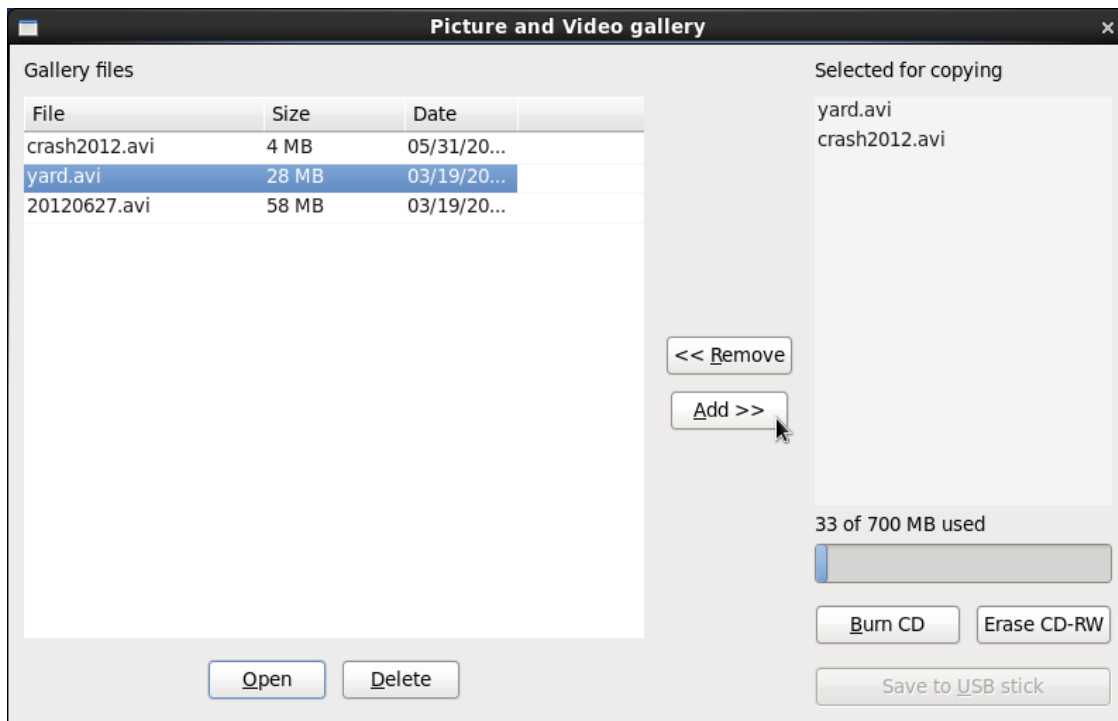 Picture and Video gallery
Gallery files
File Size Date
crash2012.avi 4 MB 05/31/20...
yard.avi 28 MB 03/19/20...
20120627.avi 58 MB 03/19/20...
Open Delete
<< Remove
Add >>
Selected for copying
yard.avi
crash2012.avi
33 of 700 MB used
Burn CD Erase CD-RW
Save to USB stick